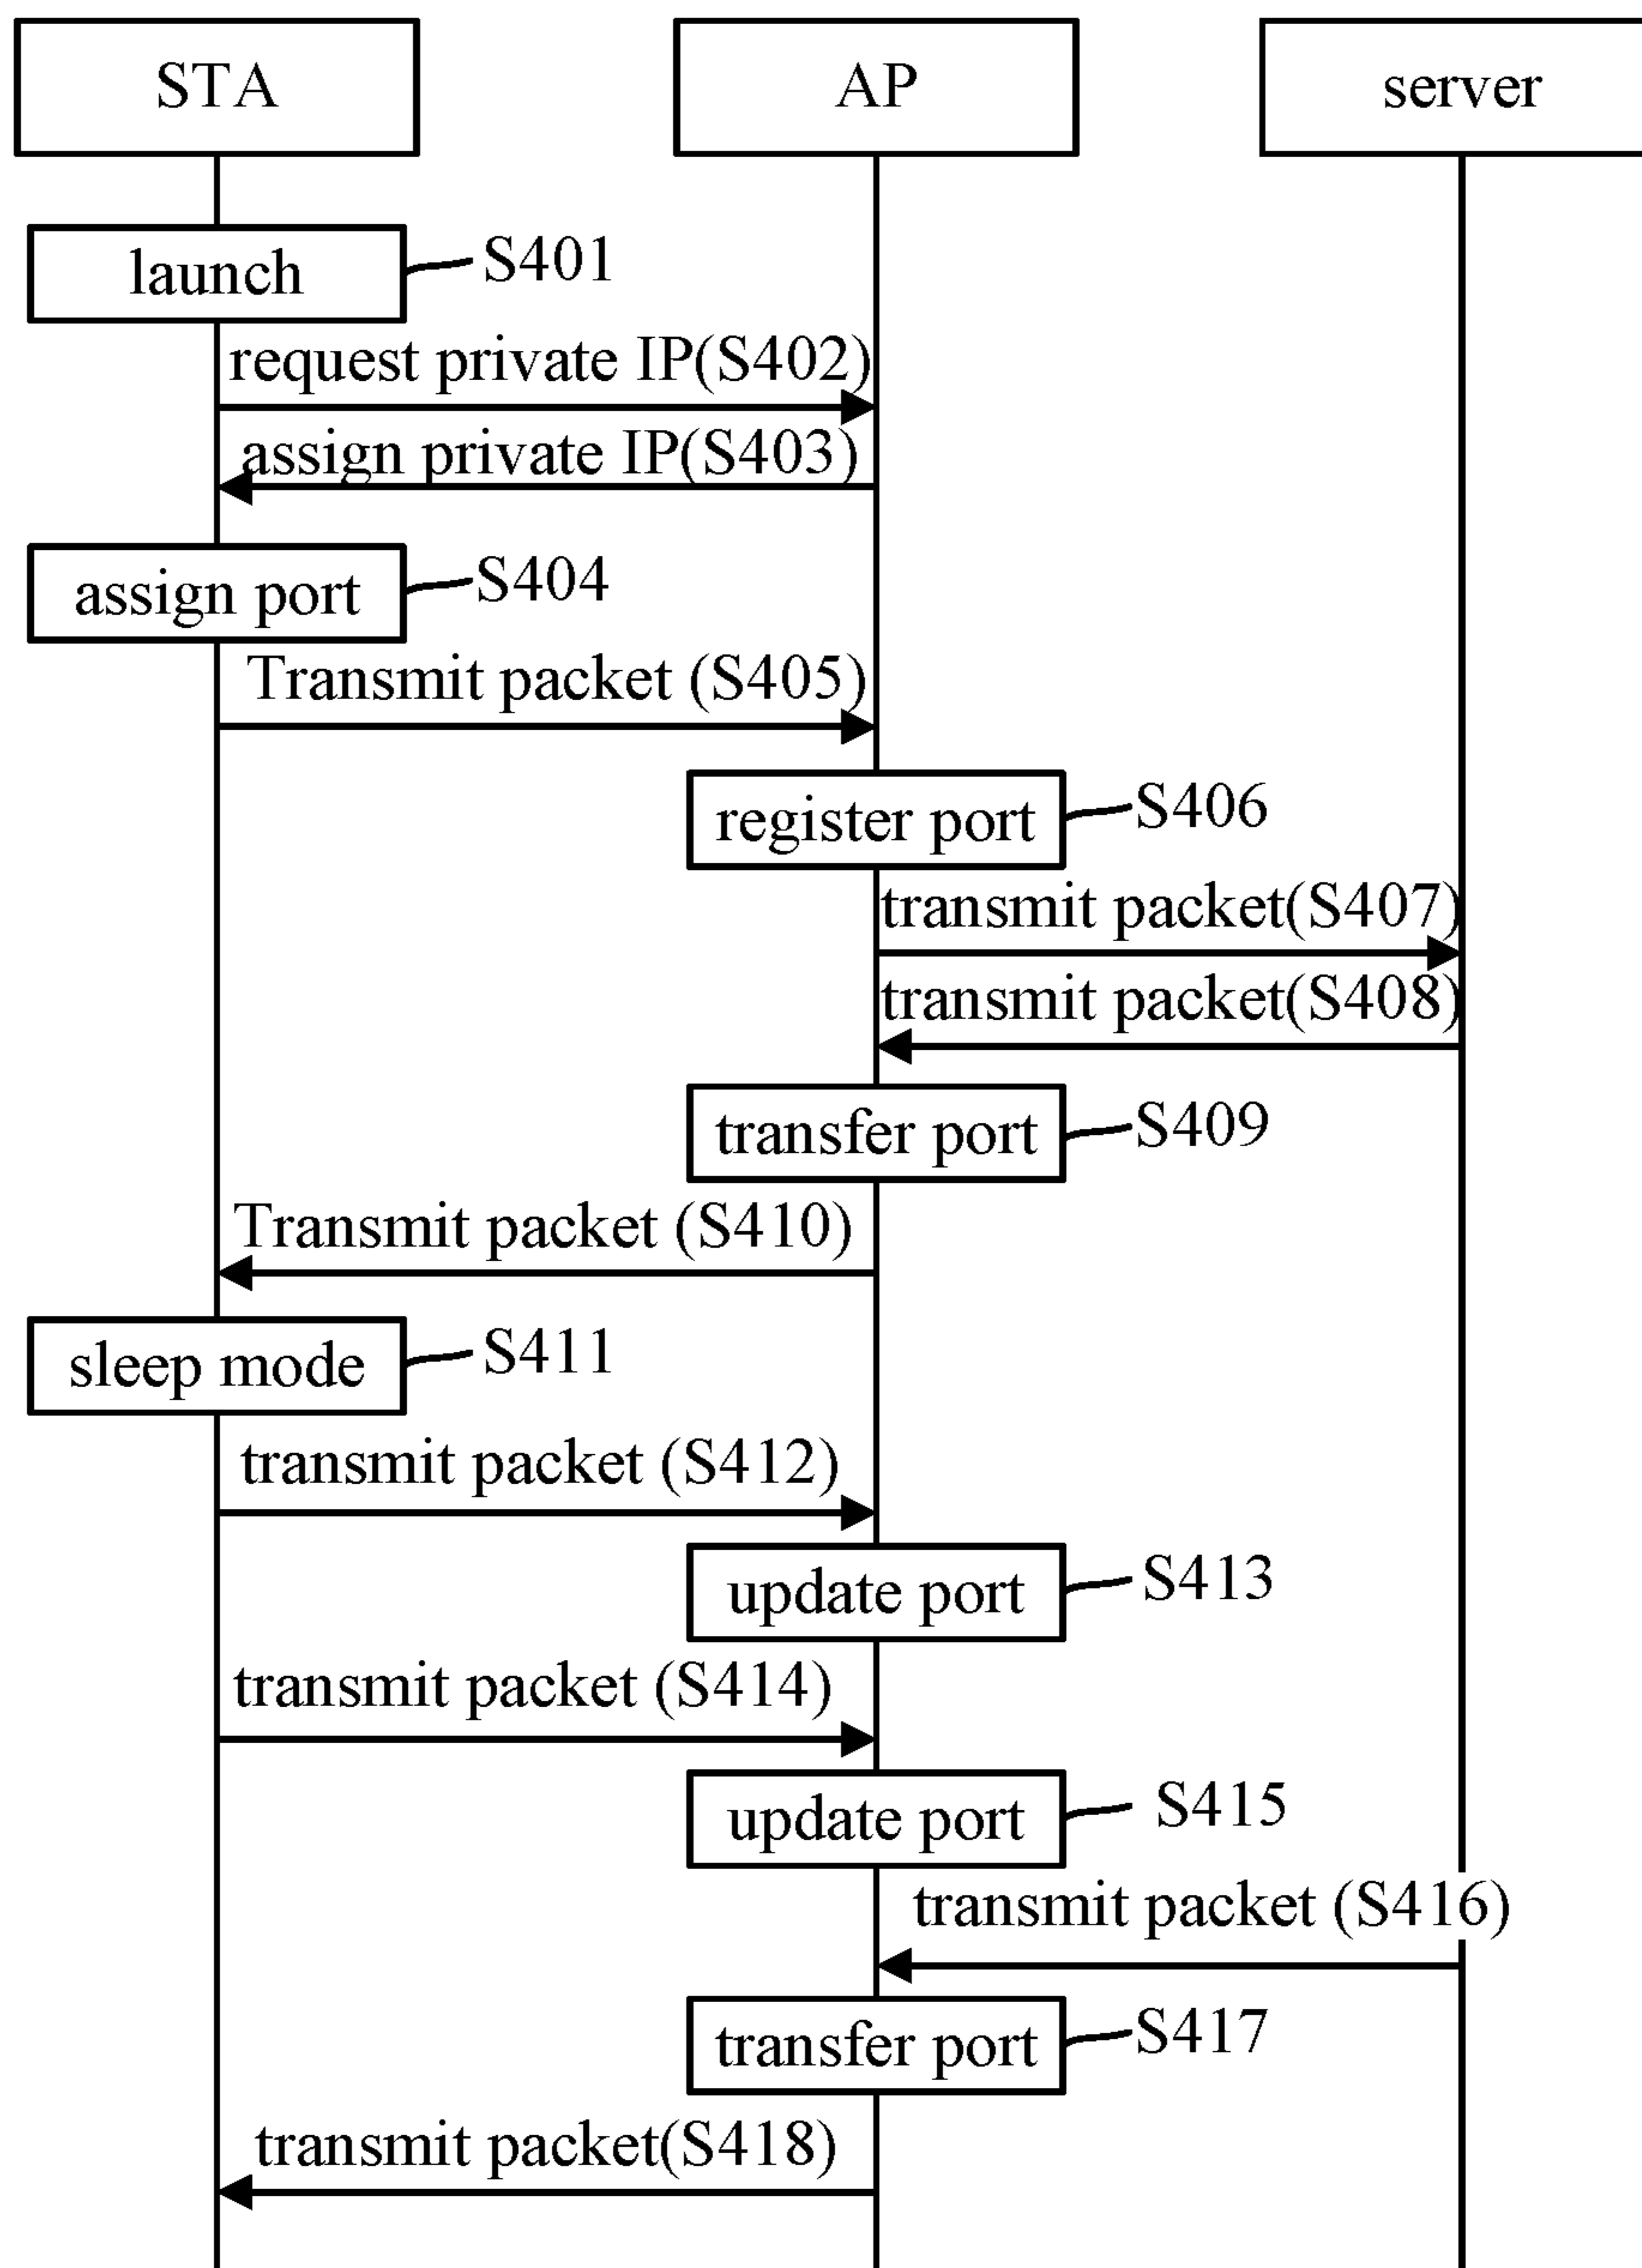 STA
AP
server
launch
S401
request private IP(S402)
assign private IP(S403)
assign port
S404
Transmit packet (S405)
register port
S406
transmit packet(S407)
transmit packet(S408)
transfer port
S409
Transmit packet (S410)
sleep mode
S411
transmit packet (S412)
update port
S413
transmit packet (S414)
update port
S415
transmit packet (S416)
transfer port
S417
transmit packet(S418)